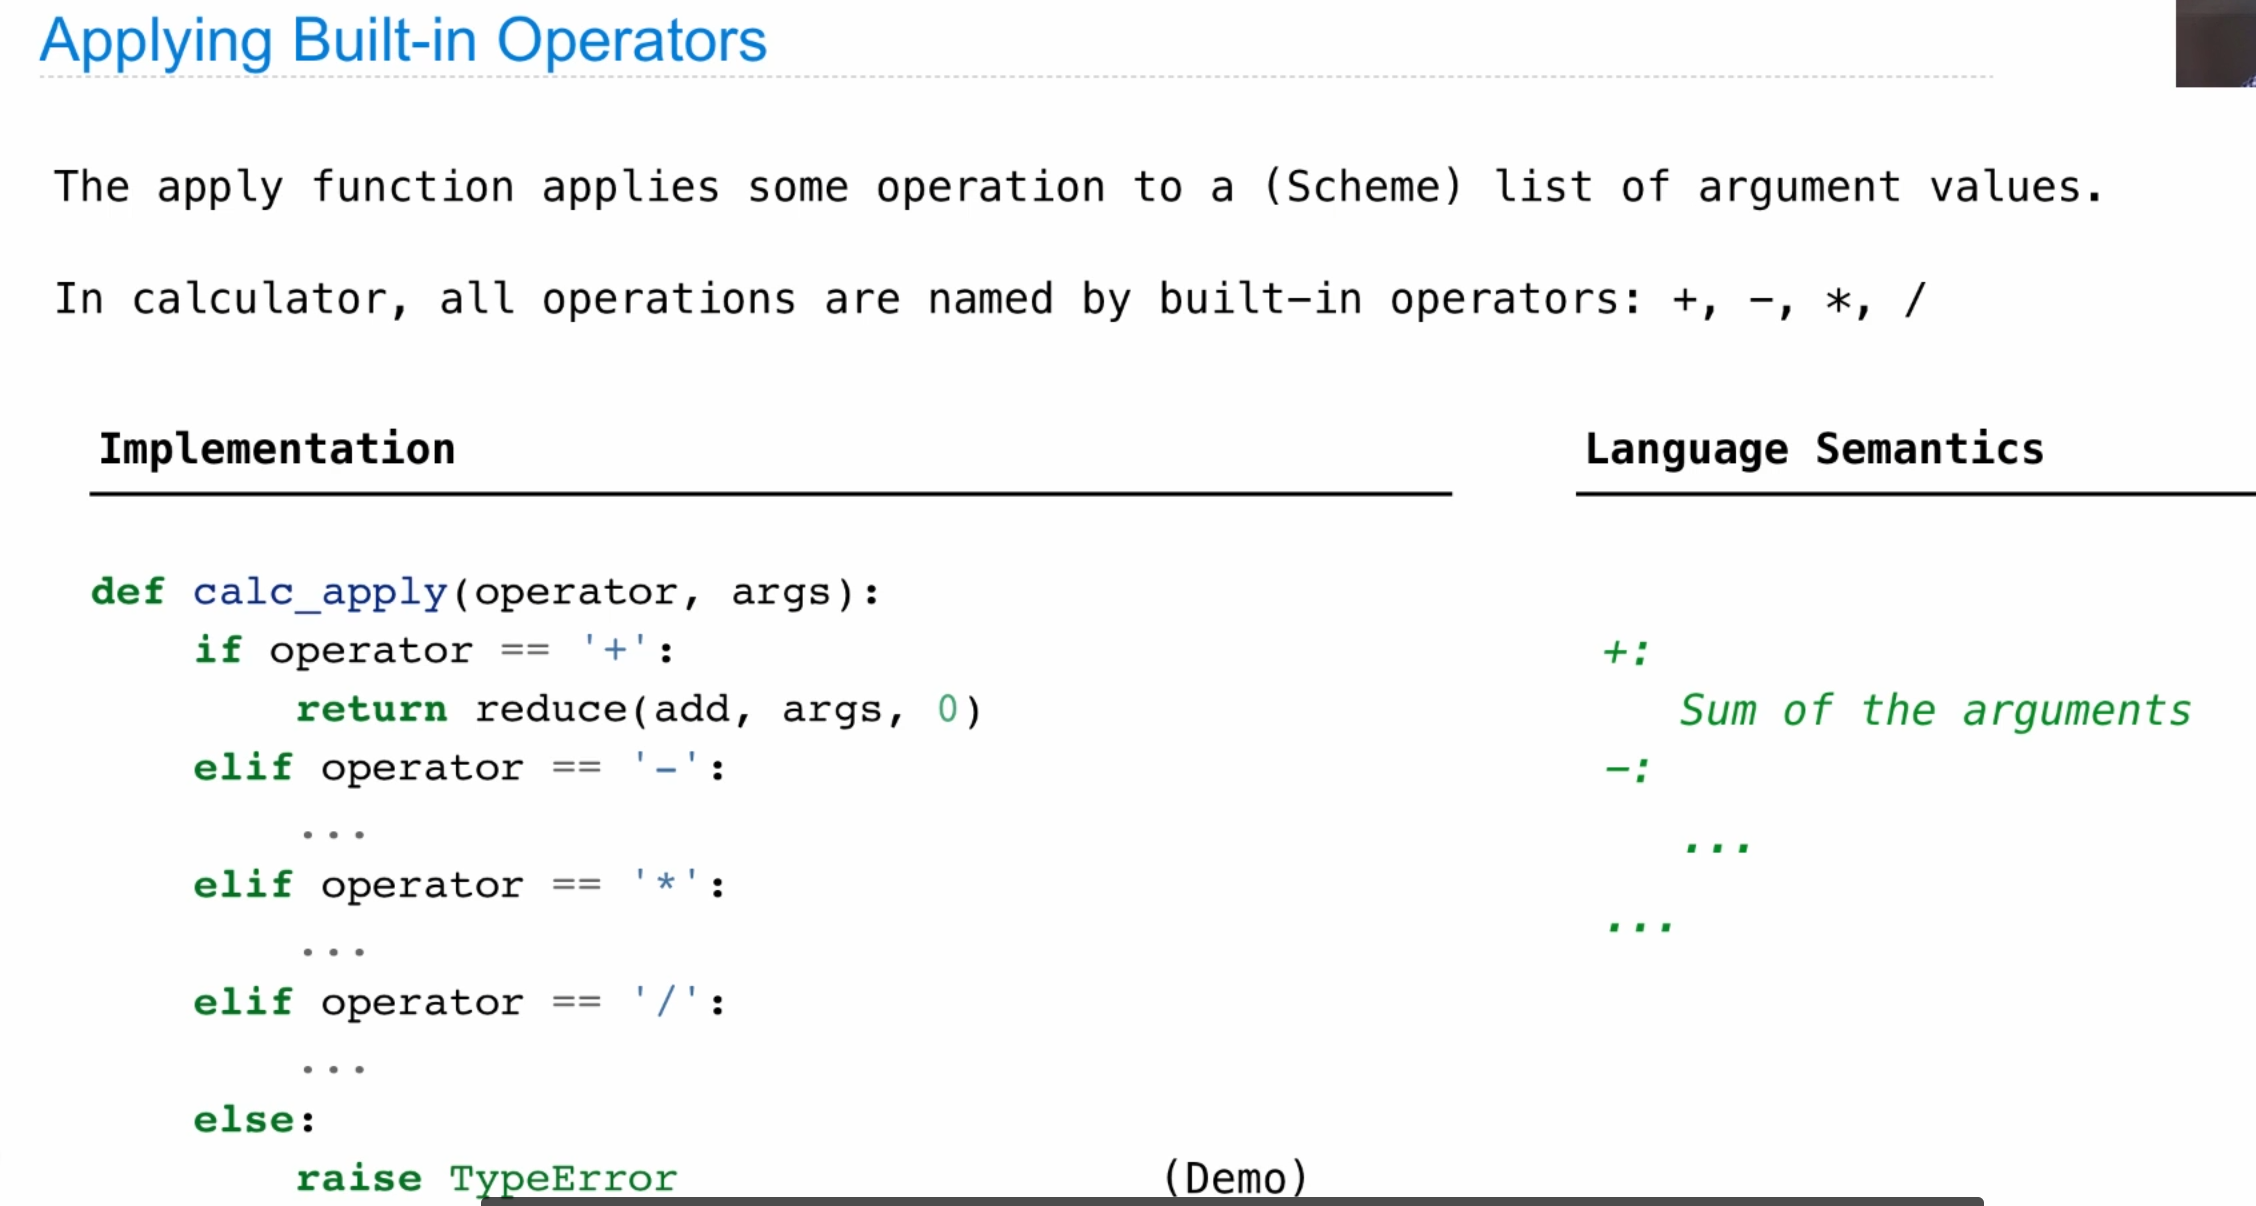 Applying Built-in Operators
The apply function applies some operation to a (Scheme) list of argument values.
In calculator, all operations are named by built-in operators: +, -, *, /
Implementation
def calc_apply(operator, args):
    if operator == '+':
        return reduce(add, args, 0)
    elif operator == '-':
        ...
    elif operator == '*':
        ...
    elif operator == '/':
        ...
    else:
        raise TypeError
(Demo)
Language Semantics
+:
    Sum of the arguments
-:
    ...
...